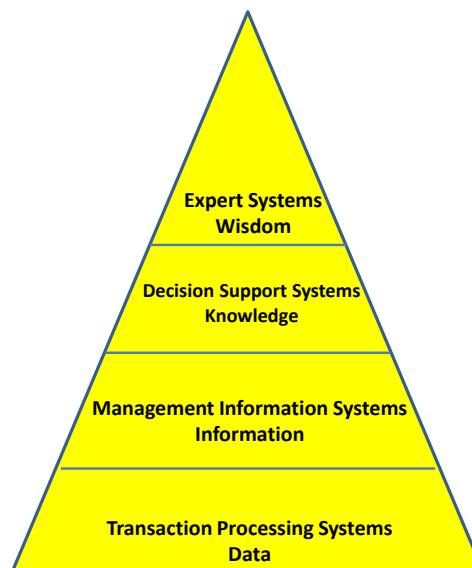 Expert Systems
Wisdom
Decision Support Systems
Knowledge
Management Information Systems
Information
Transaction Processing Systems
Data